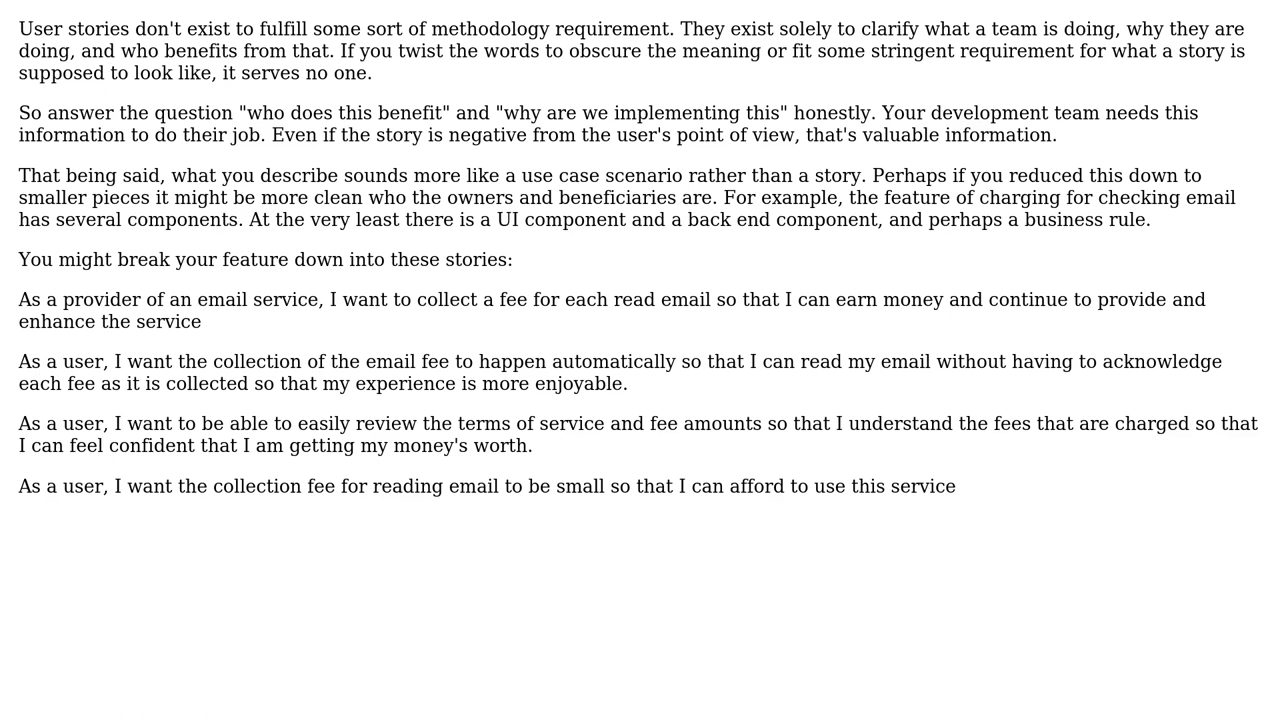 User stories don't exist to fulfill some sort of methodology requirement. They exist solely to clarify what a team is doing, why they are
doing, and who benefits from that. If you twist the words to obscure the meaning or fit some stringent requirement for what a story is
supposed to look like, it serves no one.
So answer the question "who does this benefit" and "why are we implementing this" honestly. Your development team needs this
information to do their job. Even if the story is negative from the user's point of view, that's valuable information.
That being said, what you describe sounds more like a use case scenario rather than a story. Perhaps if you reduced this down to
smaller pieces it might be more clean who the owners and beneficiaries are. For example, the feature of charging for checking email
has several components. At the very least there is a UI component and a back end component, and perhaps a business rule.
You might break your feature down into these stories:
As a provider of an email service, I want to collect a fee for each read email so that I can earn money and continue to provide and
enhance the service
As a user, I want the collection of the email fee to happen automatically so that I can read my email without having to acknowledge
each fee as it is collected so that my experience is more enjoyable.
As a user, I want to be able to easily review the terms of service and fee amounts so that I understand the fees that are charged so that
I can feel confident that I am getting my money's worth.
As a user, I want the collection fee for reading email to be small so that I can afford to use this service